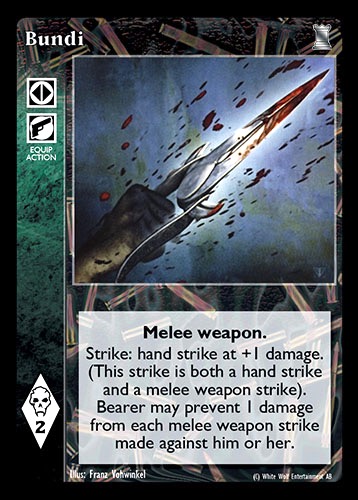 Bundi
EQUIP
ACTION
Melee weapon.
Strike: hand strike at +1 damage.
(This strike is both a hand strike
and a melee weapon strike).
Bearer may prevent 1 damage
from each melee weapon strike
made against him or her.
2
Illus: Franz Vohwinkel
(C) White Wolf Entertainment AB